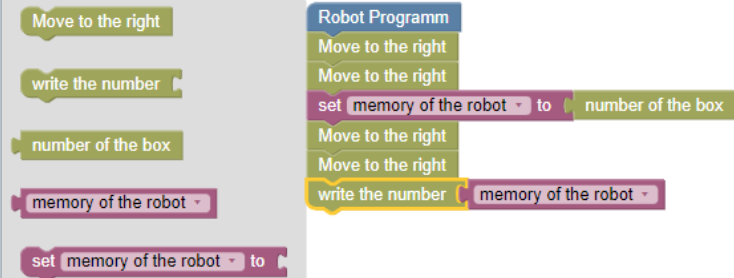 Move to the right
write the number
number of the box
memory of the robot
set memory of the robot to
Robot Programm
Move to the right
Move to the right
set memory of the robot to number of the box
Move to the right
Move to the right
write the number memory of the robot